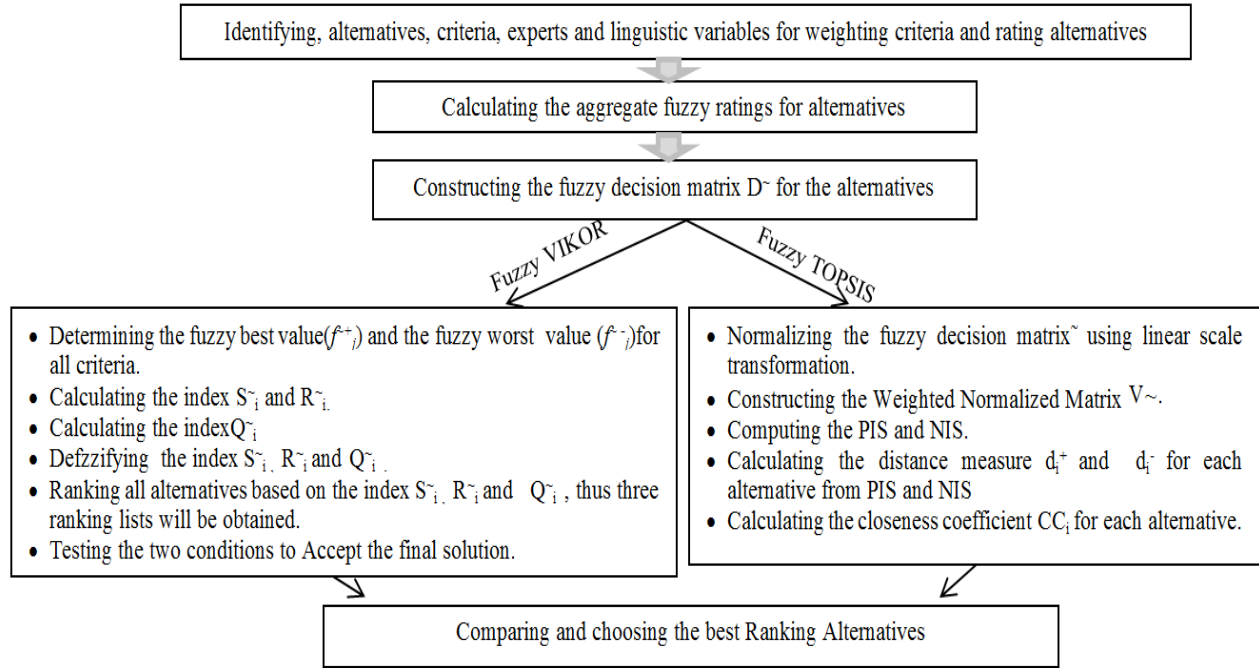 Identifying, alternatives, criteria, experts and linguistic variables for weighting criteria and rating alternatives
Calculating the aggregate fuzzy ratings for alternatives
Constructing the fuzzy decision matrix D~ for the alternatives
Fuzzy VIKOR
Fuzzy TOPSIS
• Determining the fuzzy best value(f~+j) and the fuzzy worst value (f~-j)for
all criteria.
• Calculating the index S~i and R~i.
• Calculating the indexQ~i
• Defzzifying the index S~i , R~i and Q~i .
• Ranking all alternatives based on the index S~i , R~i and Q~i , thus three
ranking lists will be obtained.
• Testing the two conditions to Accept the final solution.
• Normalizing the fuzzy decision matrix~ using linear scale
transformation.
• Constructing the Weighted Normalized Matrix V~.
• Computing the PIS and NIS.
• Calculating the distance measure di+ and di- for each
alternative from PIS and NIS
• Calculating the closeness coefficient CCi for each alternative.
Comparing and choosing the best Ranking Alternatives